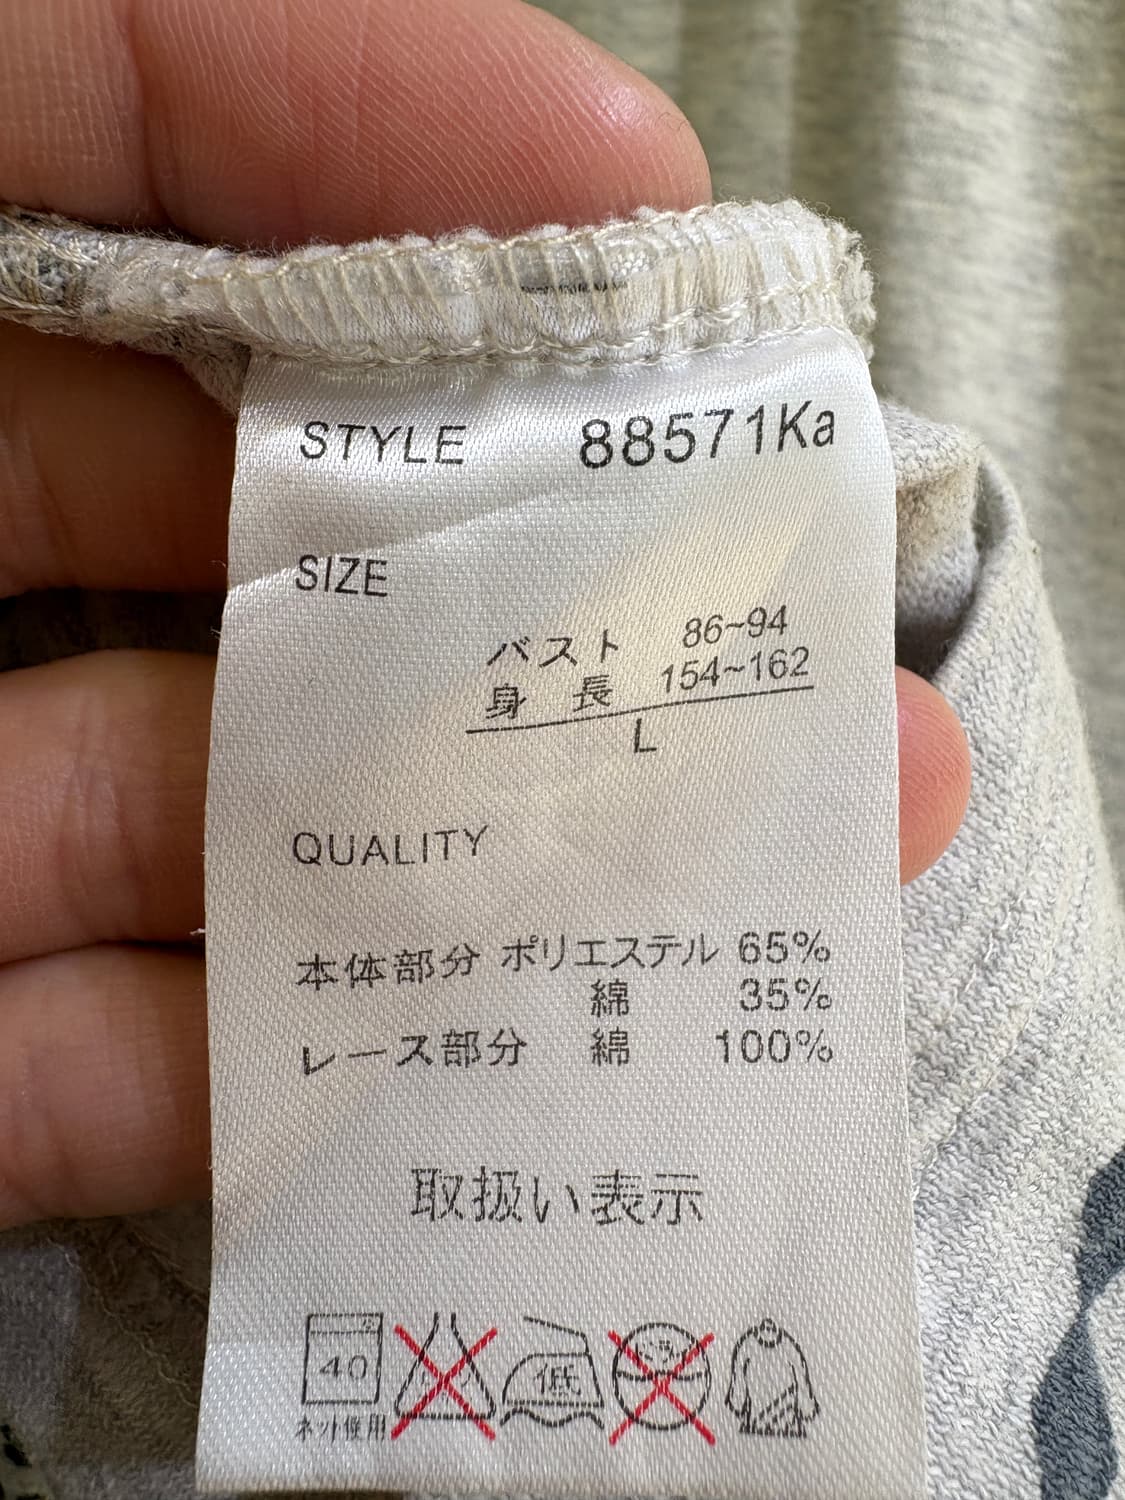 STYLE 88571Ka
SIZE
バスト 86~94
身長 154~162
L
QUALITY
本体部分 ポリエステル 65%
綿 35%
レース部分 綿 100%
取扱い表示
40 低
ネット使用